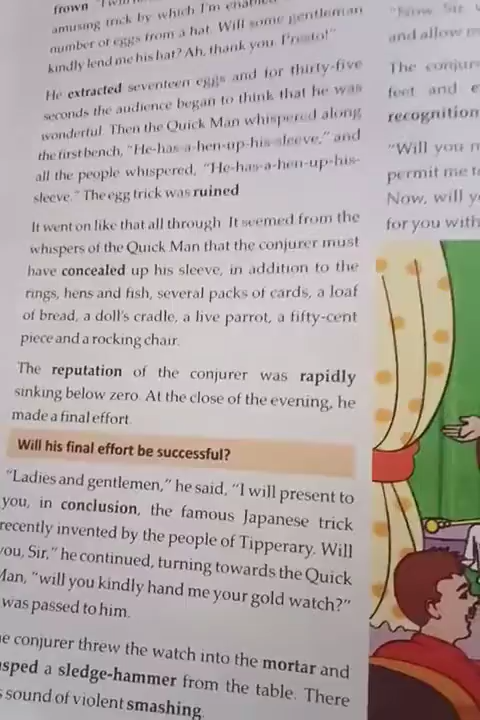 frown
amusing trick by which I'm enabled
number of eggs from a hat. Will some gentleman
kindly lend me his hat? Ah, thank you. Presto!"
He extracted seventeen eggs and for thirty-five
seconds the audience began to think that he was
wonderful. Then the Quick Man whispered along
the first bench, "He-has-a-hen-up-his-sleeve," and
all the people whispered, "He-has-a-hen-up-his-
sleeve." The egg trick was ruined
It went on like that all through. It seemed from the
whispers of the Quick Man that the conjurer must
have concealed up his sleeve, in addition to the
rings, hens and fish, several packs of cards, a loaf
of bread, a doll's cradle, a live parrot, a fifty-cent
piece and a rocking chair.
The reputation of the conjurer was rapidly
sinking below zero. At the close of the evening, he
made a final effort.
Will his final effort be successful?
"Ladies and gentlemen," he said, "I will present to
you, in conclusion, the famous Japanese trick
recently invented by the people of Tipperary. Will
you, Sir," he continued, turning towards the Quick
Man, "will you kindly hand me your gold watch?"
was passed to him.
e conjurer threw the watch into the mortar and
sped a sledge-hammer from the table. There
s sound of violent smashing.
"Now, Sir,
and allow
The conjur
feet and e
recognition
"Will you
permit me t
Now, will y
for you with